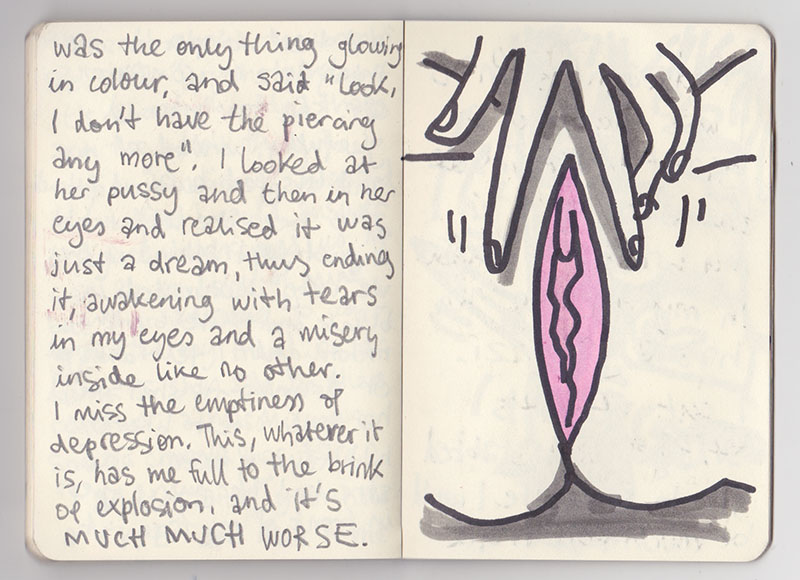 was the only thing glowing
in colour, and said "Look,
I don't have the piercing
any more". I looked at
her pussy and then in her
eyes and realised it was
just a dream, thus ending
it, awakening with tears
in my eyes and a misery
inside like no other.
I miss the emptiness of
depression. This, whatever it
is, has me full to the brink
of explosion, and it's
MUCH MUCH WORSE.